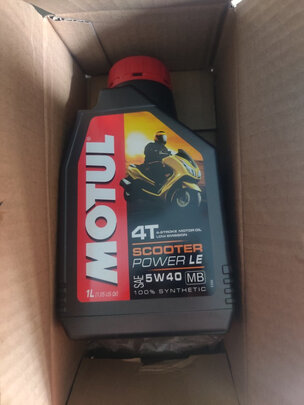 MOTUL
4T
4-STROKE MOTOR OIL
LOW EMISSION
SCOOTER
POWER LE
SAE 5W40 MB
100% SYNTHETIC
1L